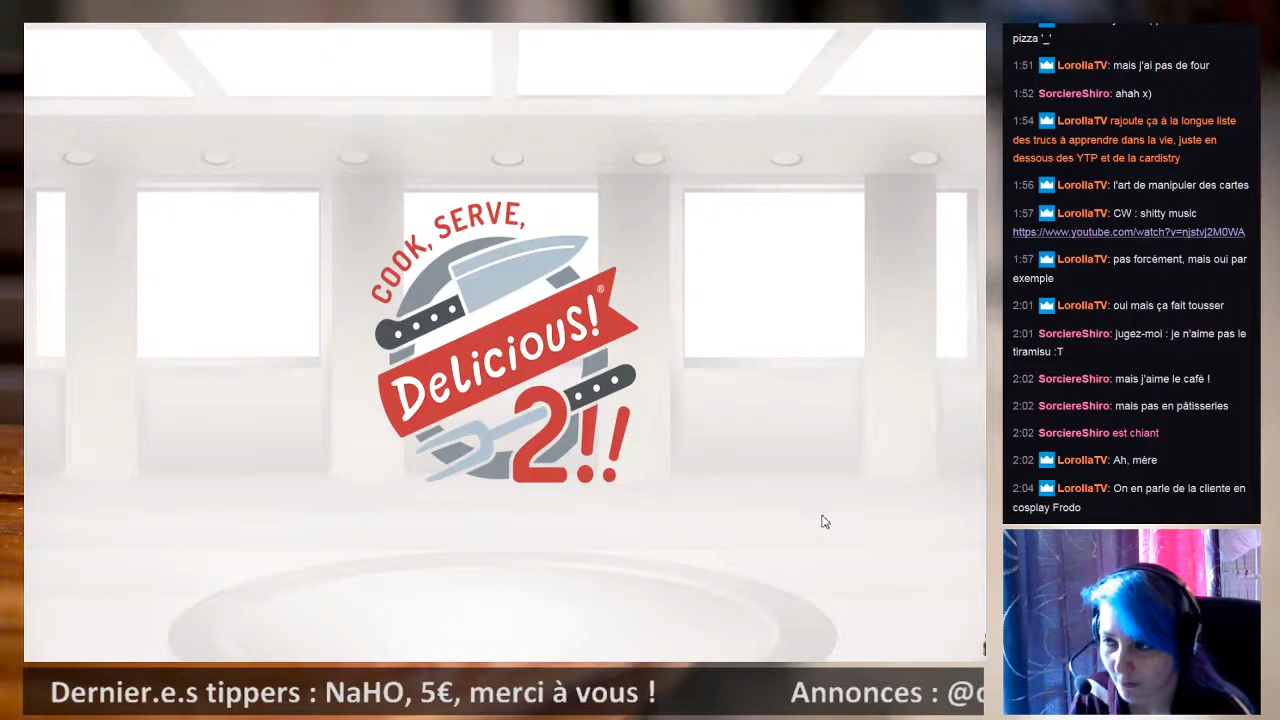 COOK, SERVE,
Delicious!®
2!!
pizza '_'
1:51 LorollaTV: mais j'ai pas de four
1:52 SorciereShiro: ahah x)
1:54 LorollaTV rajoute ça à la longue liste
des trucs à apprendre dans la vie, juste en
dessous des YTP et de la cardistry
1:56 LorollaTV: l'art de manipuler des cartes
1:57 LorollaTV: CW : shitty music
https://www.youtube.com/watch?v=njstvj2M0WA
1:57 LorollaTV: pas forcément, mais oui par
exemple
2:01 LorollaTV: oui mais ça fait tousser
2:01 SorciereShiro: jugez-moi : je n'aime pas le
tiramisu :T
2:02 SorciereShiro: mais j'aime le café !
2:02 SorciereShiro: mais pas en pâtisseries
2:02 SorciereShiro est chiant
2:02 LorollaTV: Ah, mère
2:04 LorollaTV: On en parle de la cliente en
cosplay Frodo
Dernier.e.s tippers : NaHO, 5€, merci à vous !
Annonces : @